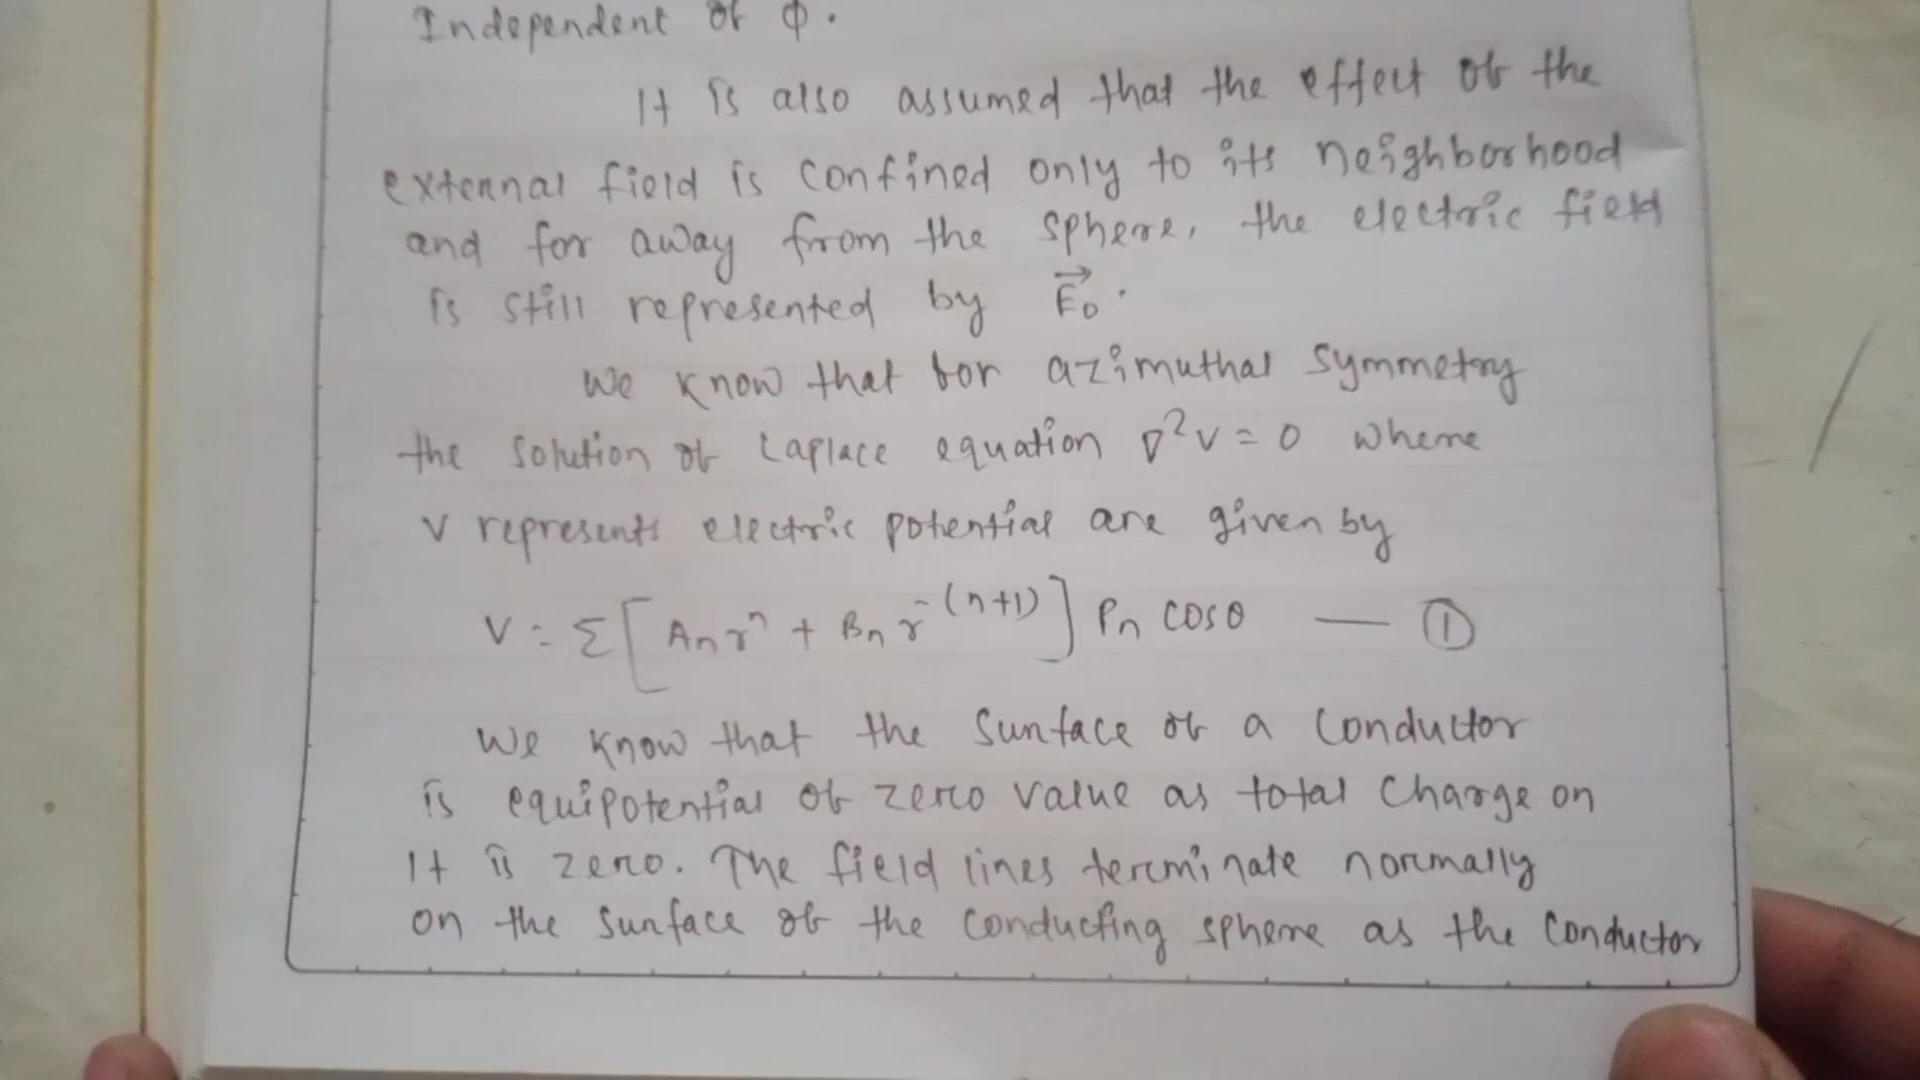 Independent of φ.
It is also assumed that the effect of the
external field is confined only to its neighborhood
and for away from the sphere, the electric field
is still represented by E₀⃗.
We know that for azimuthal symmetry
the solution of Laplace equation ∇²V = 0 where
V represents electric potential are given by
V = Σ[Anrⁿ + Bn r⁻⁽ⁿ⁺¹⁾] Pn cosθ — ①
We know that the surface of a conductor
is equipotential of zero value as total charge on
It is zero. The field lines terminate normally
on the surface of the conducting sphere as the conductor